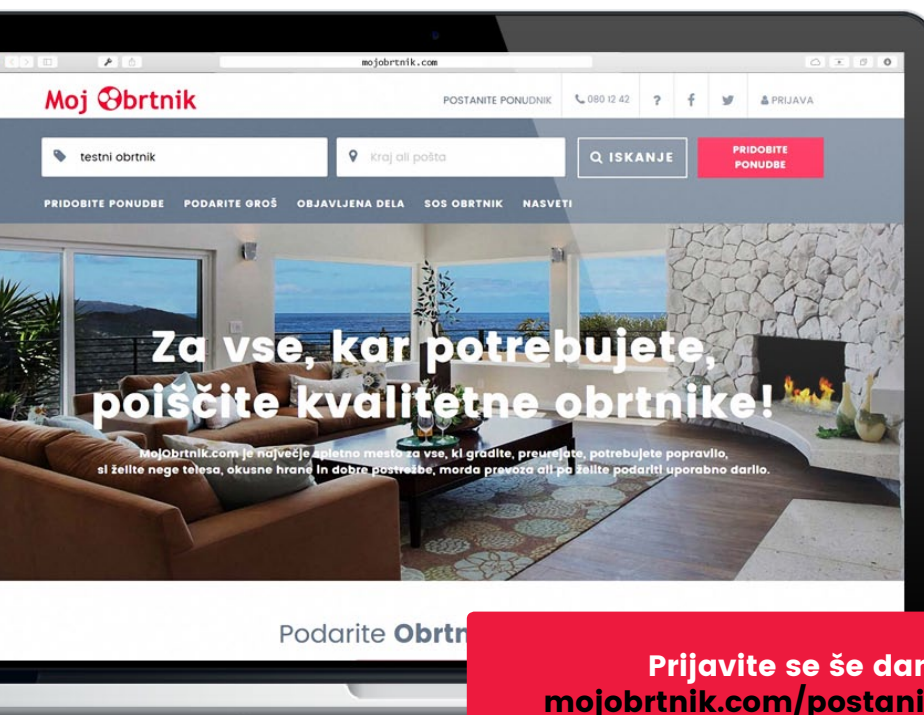 mojobrtnik.com
Moj Obrtnik
POSTANITE PONUDNIK
080 12 42
?
PRIJAVA
testni obrtnik
Kraj ali pošta
ISKANJE
PRIDOBITE
PONUDBE
PRIDOBITE PONUDBE PODARITE GROŠ OBJAVLJENA DELA SOS OBRTNIK NASVETI
Za vse, kar potrebujete,
poiščite kvalitetne obrtnike!
MojObrtnik.com je največje spletno mesto za vse, ki gradite, preurejate, potrebujete popravilo,
si želite nege telesa, okusne hrane in dobre postrežbe, morda prevoza ali pa želite podariti uporabno darilo.
Podarite Obrtn
Prijavite se še dan
mojobrtnik.com/postani